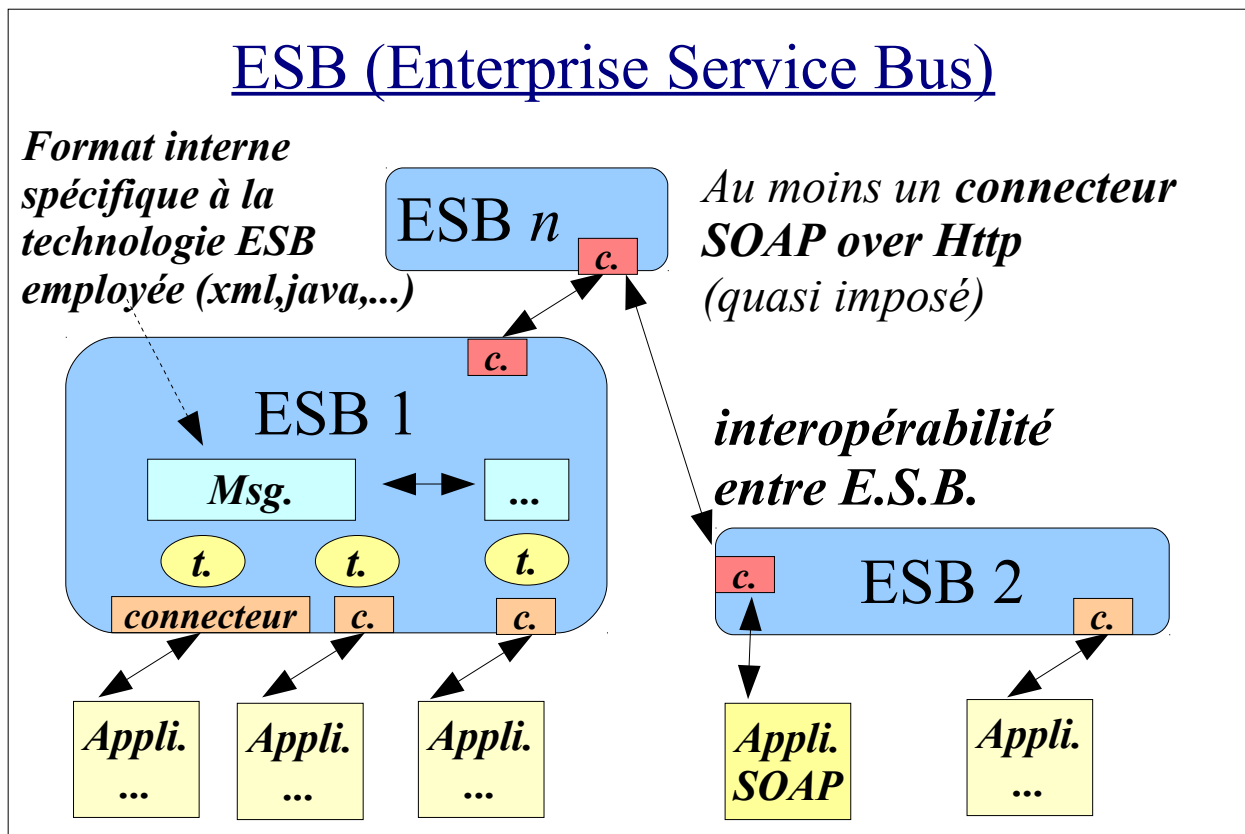 ESB (Enterprise Service Bus)
Format interne
spécifique à la
technologie ESB
employée (xml,java,...)
ESB n
c.
Au moins un connecteur
SOAP over Http
(quasi imposé)
c.
ESB 1
Msg.
...
t.
t.
t.
connecteur
c.
c.
interopérabilité
entre E.S.B.
c.
ESB 2
c.
Appli.
...
Appli.
...
Appli.
...
Appli.
SOAP
Appli.
...